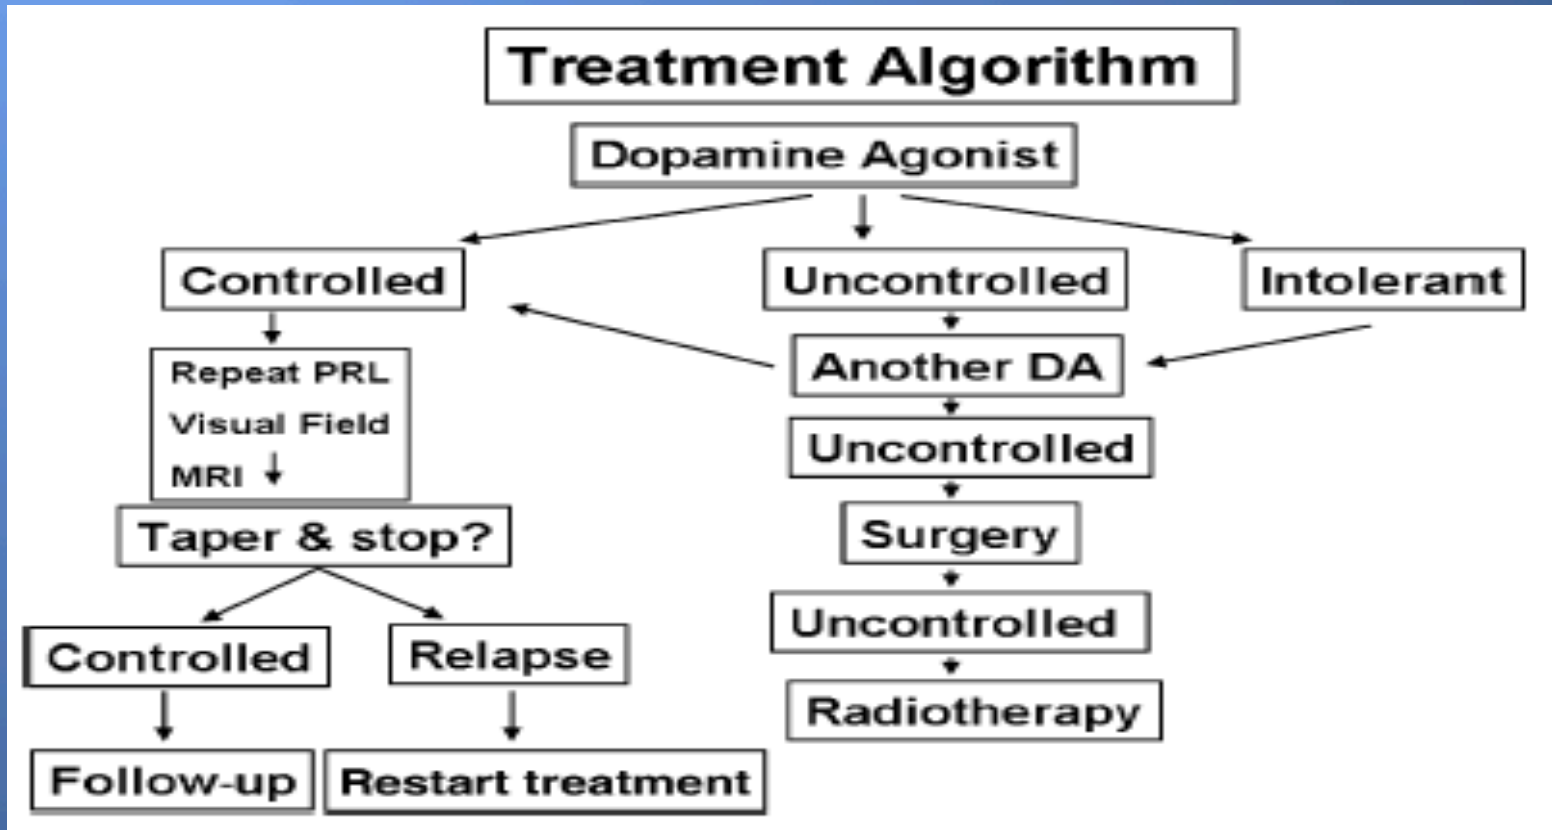 Treatment Algorithm
Dopamine Agonist
Controlled
Uncontrolled
Intolerant
Repeat PRL
Visual Field
MRI
Another DA
Uncontrolled
Taper & stop?
Surgery
Controlled
Relapse
Uncontrolled
Radiotherapy
Follow-up
Restart treatment